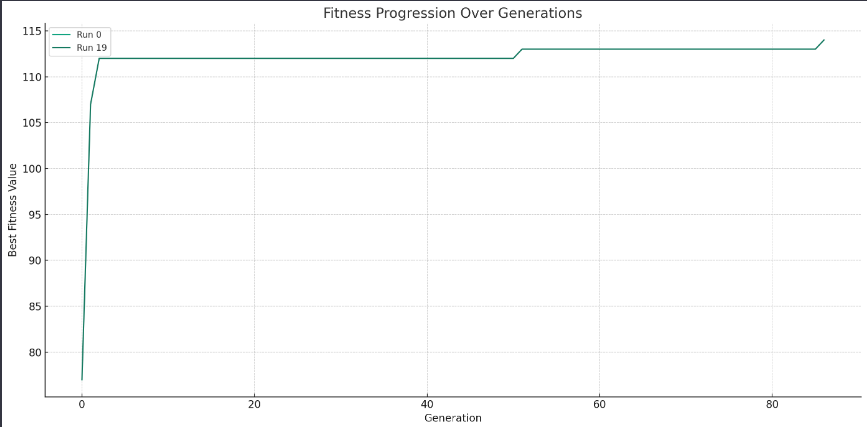 Fitness Progression Over Generations
Run 0
Run 19
115
110
105
100
95
90
85
80
Best Fitness Value
0 20 40 60 80
Generation